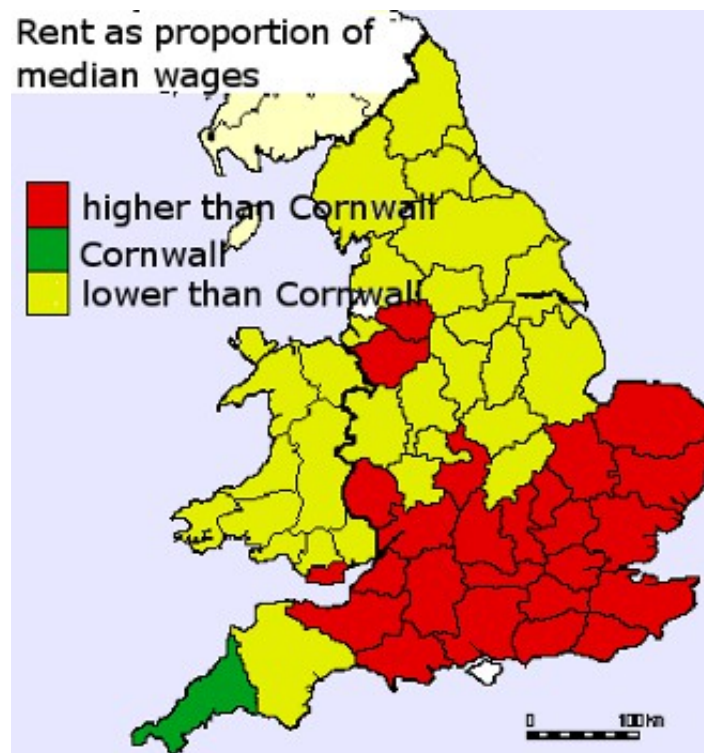 Rent as proportion of
median wages
higher than Cornwall
Cornwall
lower than Cornwall
0 100 km